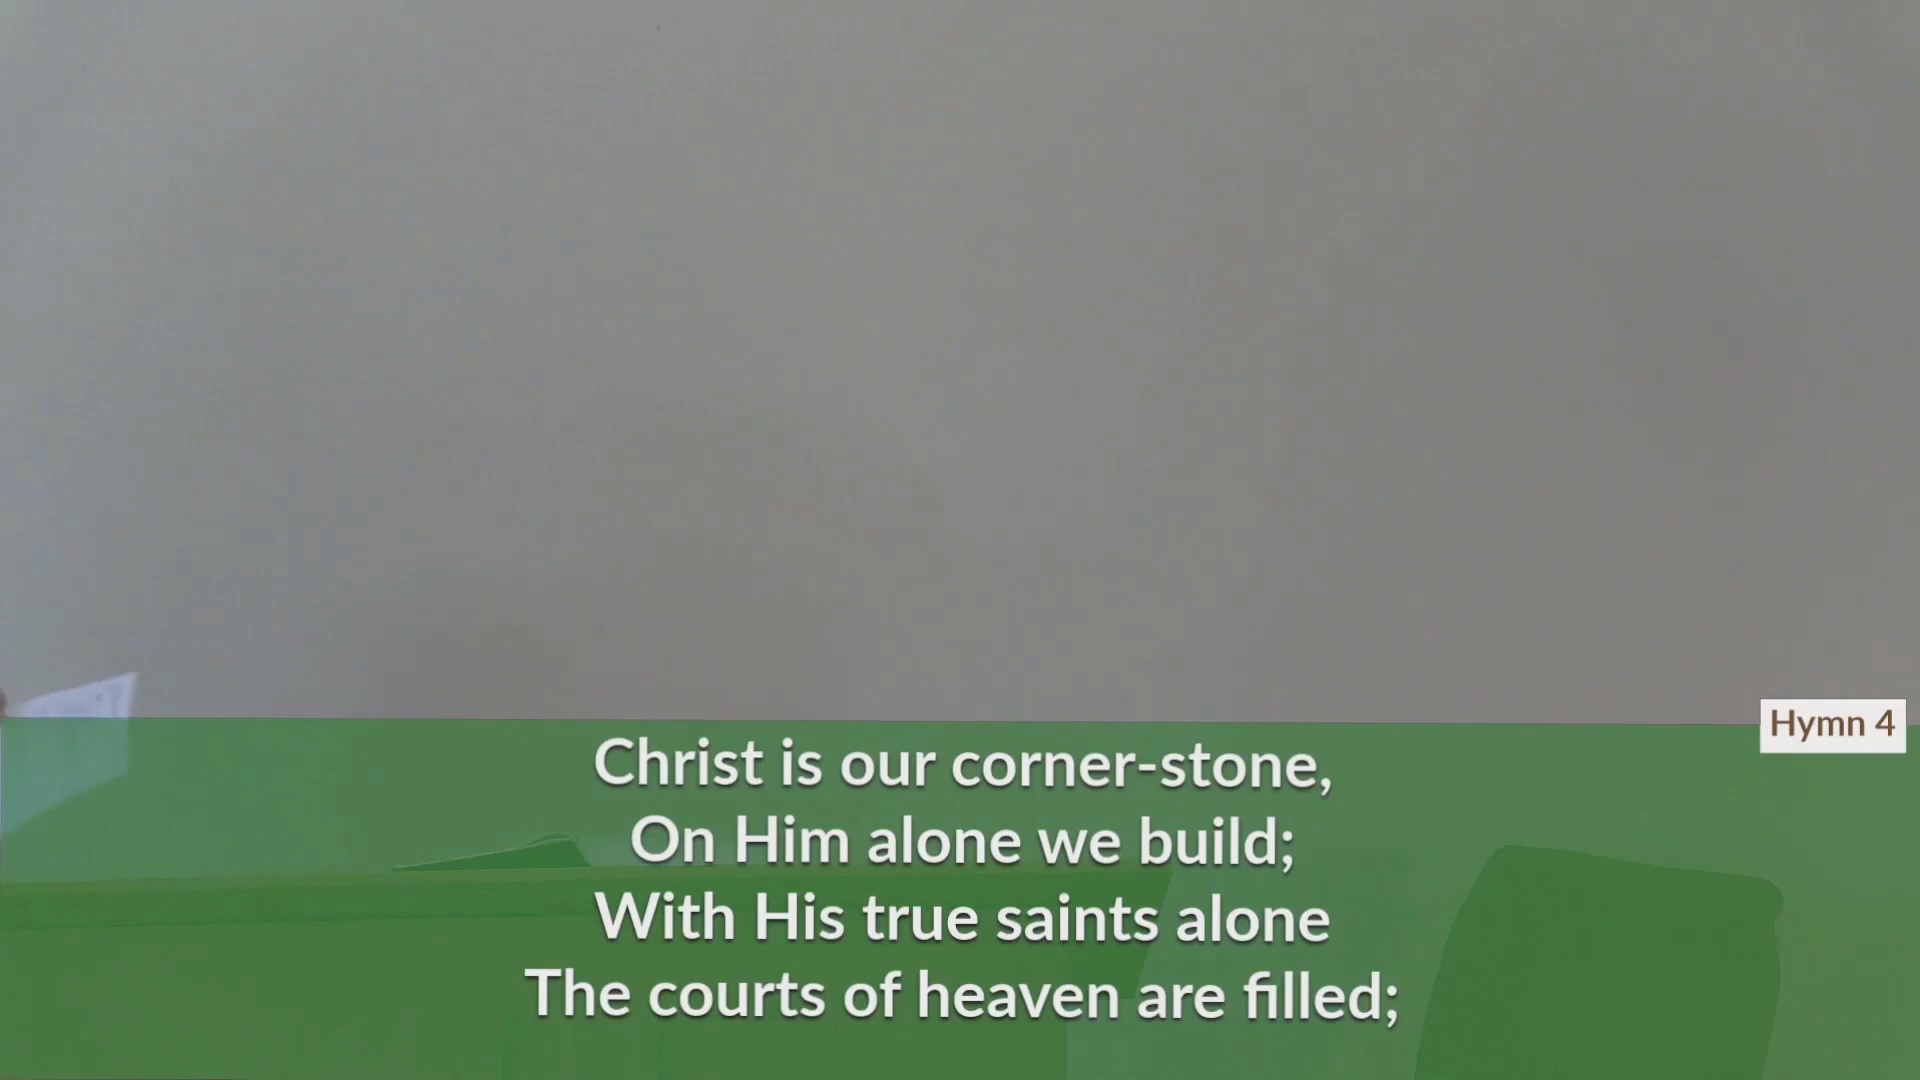 Hymn 4
Christ is our corner-stone,
On Him alone we build;
With His true saints alone
The courts of heaven are filled;